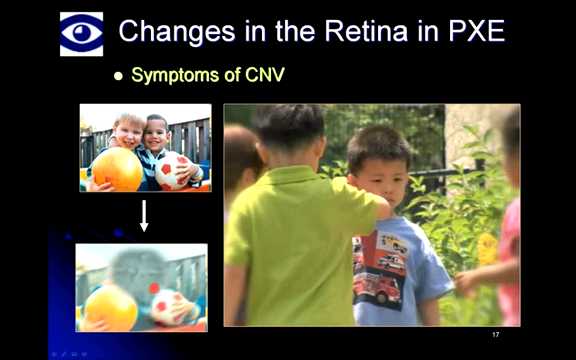 Changes in the Retina in PXE
Symptoms of CNV
17